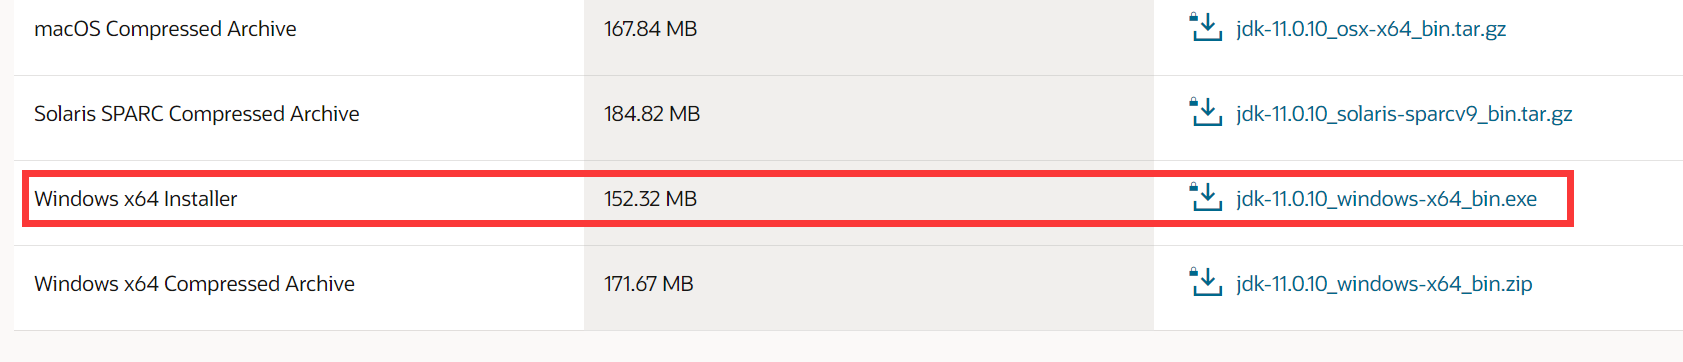 macOS Compressed Archive 167.84 MB jdk-11.0.10_osx-x64_bin.tar.gz
Solaris SPARC Compressed Archive 184.82 MB jdk-11.0.10_solaris-sparcv9_bin.tar.gz
Windows x64 Installer 152.32 MB jdk-11.0.10_windows-x64_bin.exe
Windows x64 Compressed Archive 171.67 MB jdk-11.0.10_windows-x64_bin.zip